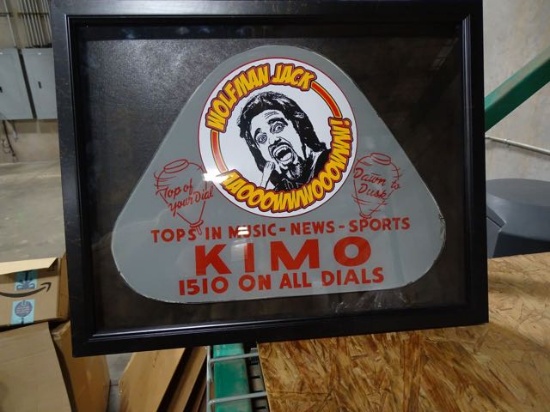 WOLFMAN JACK
Top of
your Dial
Dawn to
Dusk
TOPS IN MUSIC - NEWS - SPORTS
KIMO
1510 ON ALL DIALS